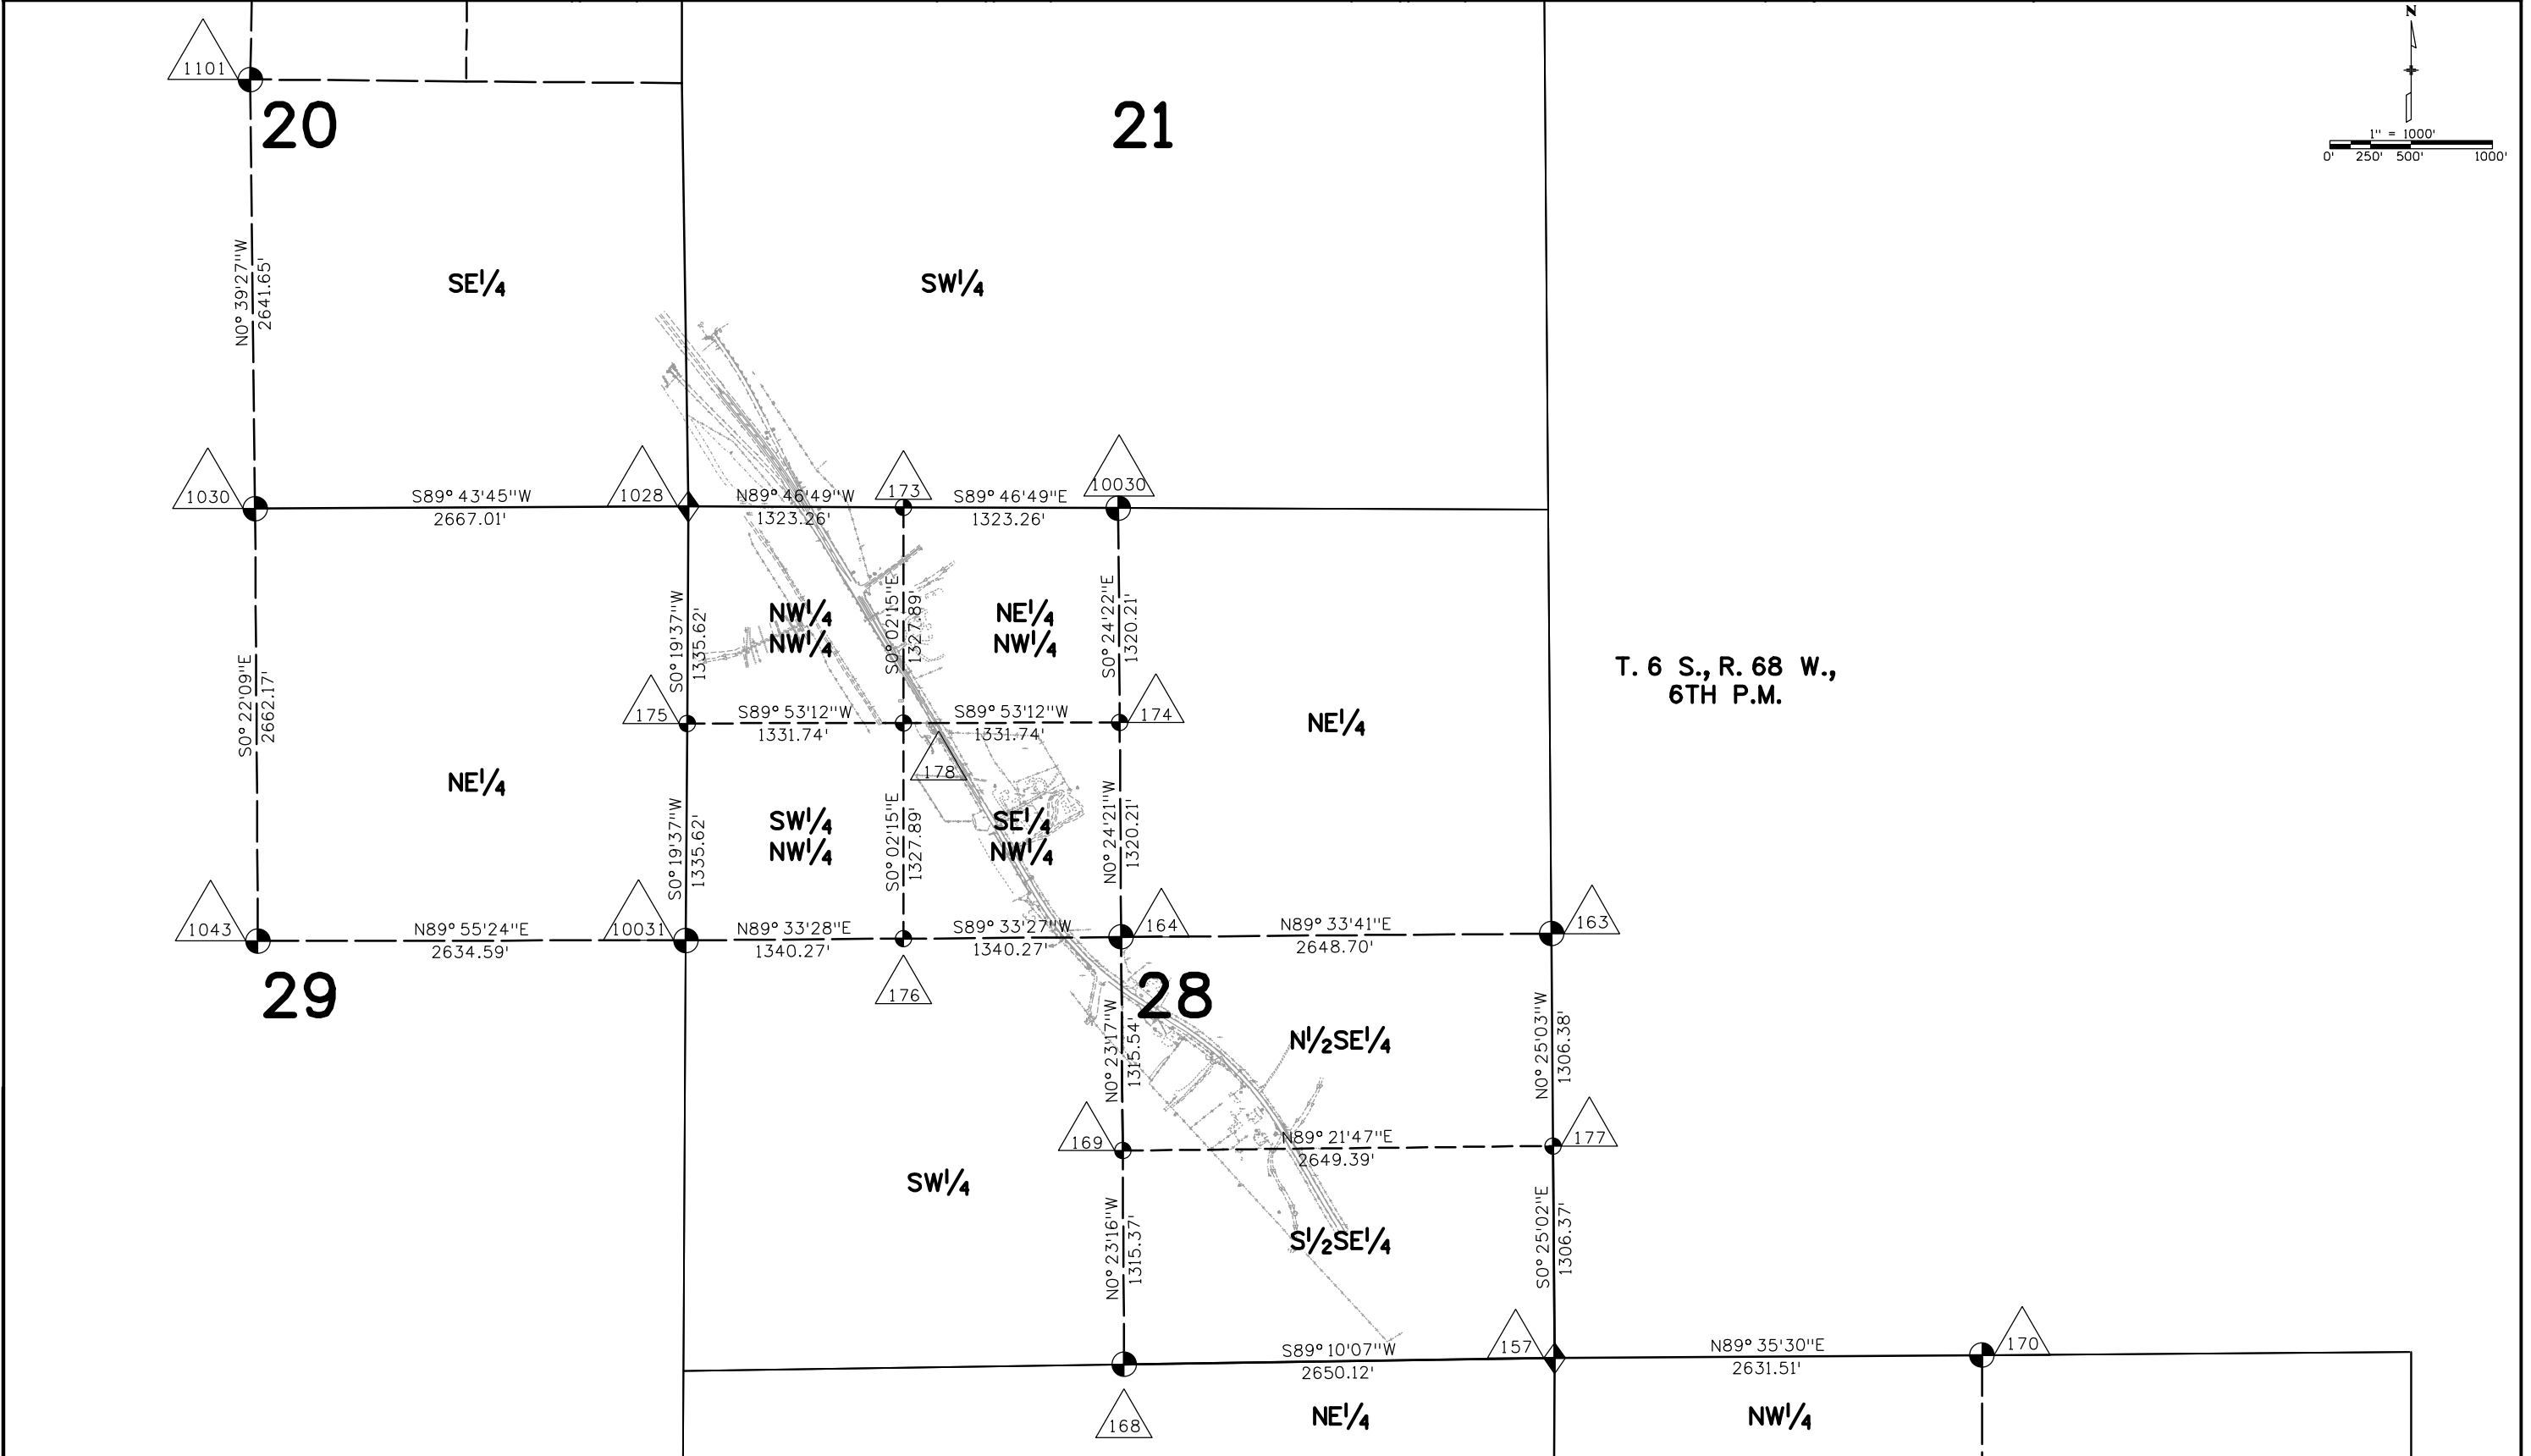 N
1" = 1000'
0' 250' 500' 1000'
1101
20
21
N0° 39'27"W
2641.65'
SE1/4
SW1/4
1030
S89° 43'45"W
2667.01'
1028
N89° 46'49"W
1323.26'
173
S89° 46'49"E
1323.26'
10030
S0° 22'09"E
2662.17'
S0° 19'37"W
1335.62'
NW1/4
NW1/4
S0° 02'15"E
1327.89'
NE1/4
NW1/4
S0° 24'22"E
1320.21'
T. 6 S., R. 68 W.,
6TH P.M.
175
S89° 53'12"W
1331.74'
S89° 53'12"W
1331.74'
174
NE1/4
178
NE1/4
S0° 19'37"W
1335.62'
SW1/4
NW1/4
S0° 02'15"E
1327.89'
SE1/4
NW1/4
N0° 24'21"W
1320.21'
1043
N89° 55'24"E
2634.59'
10031
N89° 33'28"E
1340.27'
S89° 33'27"W
1340.27'
164
N89° 33'41"E
2648.70'
163
29
176
28
N0° 23'17"W
1315.54'
N1/2SE1/4
N0° 25'03"W
1306.38'
169
N89° 21'47"E
2649.39'
177
SW1/4
N0° 23'16"W
1315.37'
S1/2SE1/4
S0° 25'02"E
1306.37'
S89° 10'07"W
2650.12'
157
N89° 35'30"E
2631.51'
170
168
NE1/4
NW1/4